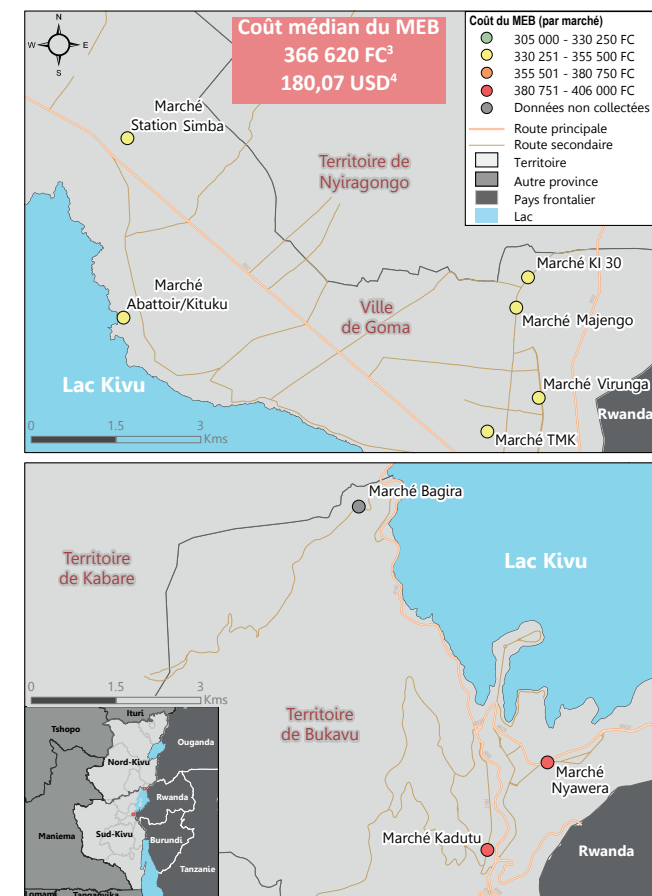 N
W
E
S
Coût médian du MEB
366 620 FC³
180,07 USD⁴
Coût du MEB (par marché)
305 000 - 330 250 FC
330 251 - 355 500 FC
355 501 - 380 750 FC
380 751 - 406 000 FC
Données non collectées
Route principale
Route secondaire
Territoire
Autre province
Pays frontalier
Lac
Marché
Station Simba
Territoire de
Nyiragongo
Marché KI 30
Marché
Abattoir/Kituku
Ville
de Goma
Marché Majengo
Lac Kivu
Marché Virunga
Rwanda
0 1.5 3
Kms
Marché TMK
Marché Bagira
Lac Kivu
Territoire
de Kabare
0 1.5 3
Kms
Territoire
de Bukavu
Ituri
Tshopo
Ouganda
Nord-Kivu
Rwanda
Marché
Nyawera
Maniema
Sud-Kivu
Burundi
Marché Kadutu
Rwanda
Tanzanie
Lomami
Tanganyika